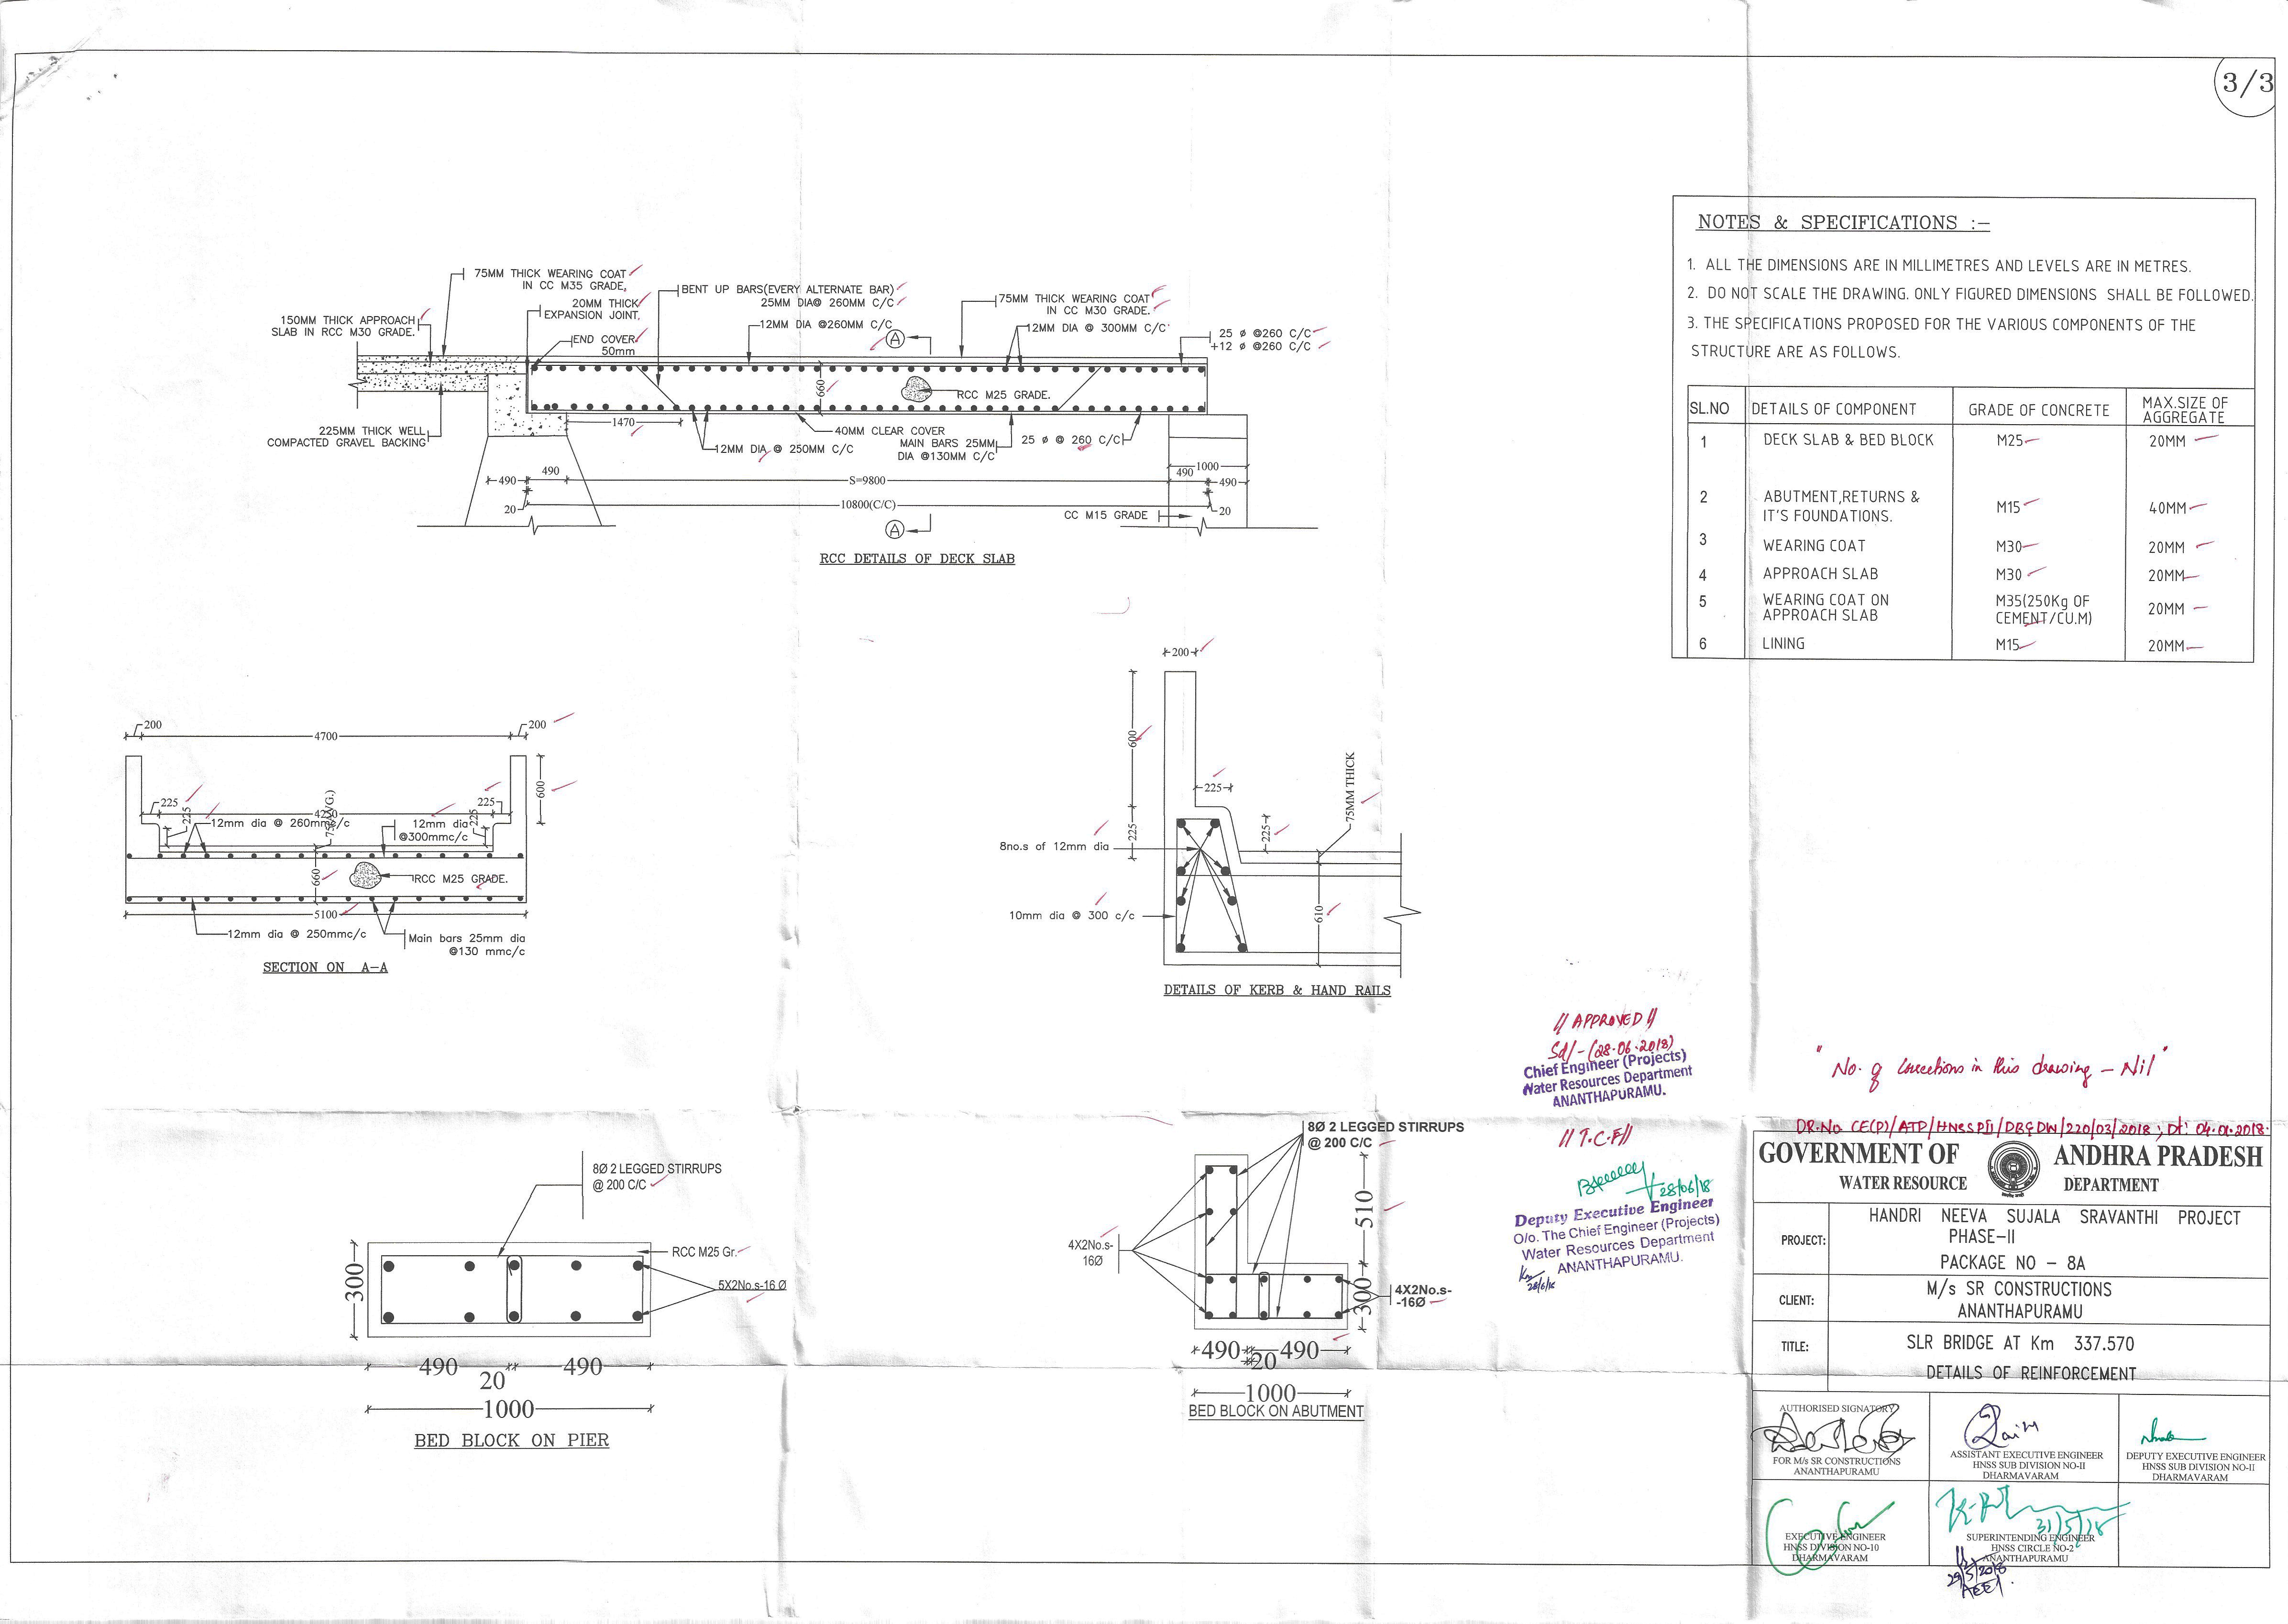 3/3
75MM THICK WEARING COAT
IN CC M35 GRADE,
20MM THICK
EXPANSION JOINT,
150MM THICK APPROACH
SLAB IN RCC M30 GRADE.
END COVER
50mm
BENT UP BARS(EVERY ALTERNATE BAR)
25MM DIA@ 260MM C/C
12MM DIA @260MM C/C
A
75MM THICK WEARING COAT
IN CC M30 GRADE.
12MM DIA @ 300MM C/C
25 ø @260 C/C
+12 ø @260 C/C
660
RCC M25 GRADE.
225MM THICK WELL
COMPACTED GRAVEL BACKING
1470
40MM CLEAR COVER
12MM DIA @ 250MM C/C
MAIN BARS 25MM
DIA @130MM C/C
25 ø @ 260 C/C
490
490
S=9800
1000
490
490
20
10800(C/C)
20
CC M15 GRADE
A
RCC DETAILS OF DECK SLAB
NOTES & SPECIFICATIONS :-
1. ALL THE DIMENSIONS ARE IN MILLIMETRES AND LEVELS ARE IN METRES.
2. DO NOT SCALE THE DRAWING. ONLY FIGURED DIMENSIONS SHALL BE FOLLOWED.
3. THE SPECIFICATIONS PROPOSED FOR THE VARIOUS COMPONENTS OF THE
STRUCTURE ARE AS FOLLOWS.
SL.NO DETAILS OF COMPONENT GRADE OF CONCRETE MAX.SIZE OF AGGREGATE
1 DECK SLAB & BED BLOCK M25 20MM
2 ABUTMENT,RETURNS & IT'S FOUNDATIONS. M15 40MM
3 WEARING COAT M30 20MM
4 APPROACH SLAB M30 20MM
5 WEARING COAT ON APPROACH SLAB M35(250Kg OF CEMENT/CU.M) 20MM
6 LINING M15 20MM
200
4700
200
600
225
225
4250
225
225
12mm dia @ 260mmc/c
75(AVG.)
12mm dia
@300mmc/c
660
RCC M25 GRADE.
5100
12mm dia @ 250mmc/c
Main bars 25mm dia
@130 mmc/c
SECTION ON A-A
200
600
225
225
225
75MM THICK
8no.s of 12mm dia
10mm dia @ 300 c/c
610
DETAILS OF KERB & HAND RAILS
// APPROVED //
Sd/- (28.06.2018)
Chief Engineer (Projects)
Water Resources Department
ANANTHAPURAMU.
"No. of Corrections in this drawing - Nil"
// T.C.F //
28/06/18
Deputy Executive Engineer
O/o. The Chief Engineer (Projects)
Water Resources Department
ANANTHAPURAMU.
28/6/18
8Ø 2 LEGGED STIRRUPS
@ 200 C/C
RCC M25 Gr.
300
5X2No.s-16 Ø
490
20
490
1000
BED BLOCK ON PIER
8Ø 2 LEGGED STIRRUPS
@ 200 C/C
4X2No.s-
16Ø
510
300
4X2No.s-
-16Ø
490
20
490
1000
BED BLOCK ON ABUTMENT
DR.No. CE(P)/ATP/HNSSPII/DB&DW/220/03/2018; Dt: 04.01.2018.
GOVERNMENT OF ANDHRA PRADESH
WATER RESOURCE DEPARTMENT
PROJECT: HANDRI NEEVA SUJALA SRAVANTHI PROJECT
PHASE-II
PACKAGE NO - 8A
CLIENT: M/s SR CONSTRUCTIONS
ANANTHAPURAMU
TITLE: SLR BRIDGE AT Km 337.570
DETAILS OF REINFORCEMENT
AUTHORISED SIGNATORY
FOR M/s SR CONSTRUCTIONS
ANANTHAPURAMU
ASSISTANT EXECUTIVE ENGINEER
HNSS SUB DIVISION NO-II
DHARMAVARAM
DEPUTY EXECUTIVE ENGINEER
HNSS SUB DIVISION NO-II
DHARMAVARAM
EXECUTIVE ENGINEER
HNSS DIVISION NO-10
DHARMAVARAM
31/5/18
SUPERINTENDING ENGINEER
HNSS CIRCLE NO-2
ANANTHAPURAMU
29/5/2018